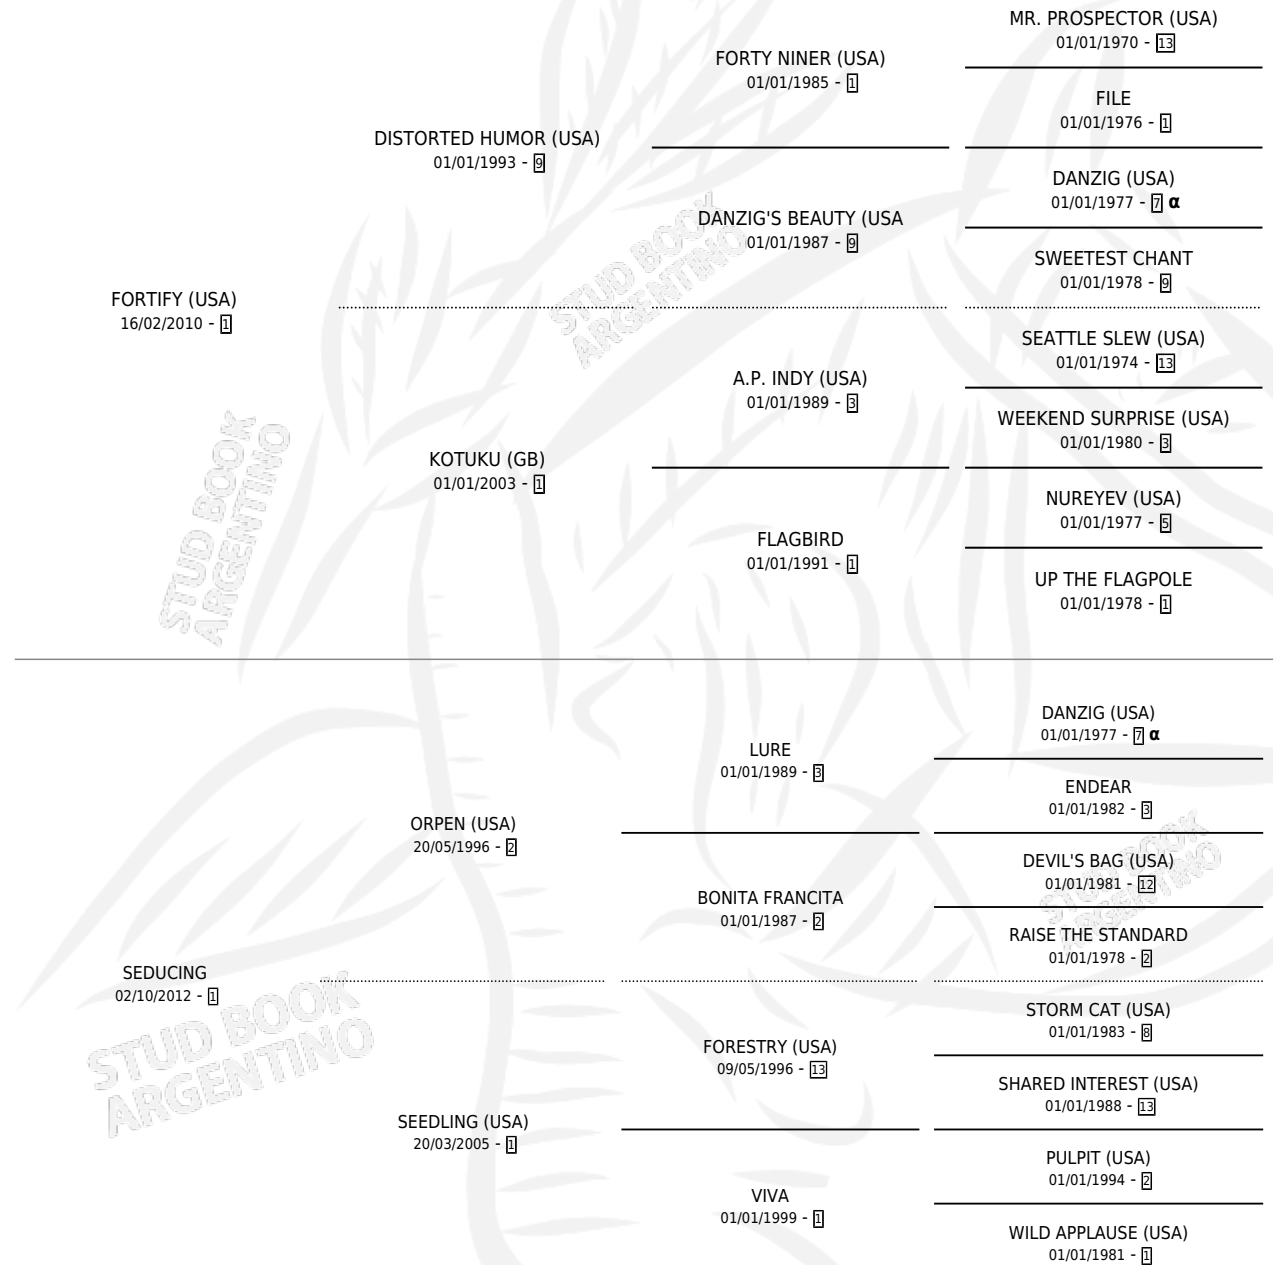 MR. PROSPECTOR (USA)
01/01/1970 - 13
FORTY NINER (USA)
01/01/1985 - 1
FILE
01/01/1976 - 1
DISTORTED HUMOR (USA)
01/01/1993 - 9
DANZIG (USA)
01/01/1977 - 7 α
DANZIG'S BEAUTY (USA
01/01/1987 - 9
SWEETEST CHANT
01/01/1978 - 9
FORTIFY (USA)
16/02/2010 - 1
SEATTLE SLEW (USA)
01/01/1974 - 13
A.P. INDY (USA)
01/01/1989 - 3
WEEKEND SURPRISE (USA)
01/01/1980 - 3
KOTUKU (GB)
01/01/2003 - 1
NUREYEV (USA)
01/01/1977 - 5
FLAGBIRD
01/01/1991 - 1
UP THE FLAGPOLE
01/01/1978 - 1
DANZIG (USA)
01/01/1977 - 7 α
LURE
01/01/1989 - 3
ENDEAR
01/01/1982 - 3
ORPEN (USA)
20/05/1996 - 2
DEVIL'S BAG (USA)
01/01/1981 - 12
BONITA FRANCITA
01/01/1987 - 2
RAISE THE STANDARD
01/01/1978 - 2
SEDUCING
02/10/2012 - 1
STORM CAT (USA)
01/01/1983 - 8
FORESTRY (USA)
09/05/1996 - 13
SHARED INTEREST (USA)
01/01/1988 - 13
SEEDLING (USA)
20/03/2005 - 1
PULPIT (USA)
01/01/1994 - 2
VIVA
01/01/1999 - 1
WILD APPLAUSE (USA)
01/01/1981 - 1
STUD BOOK
ARGENTINO
STUD BOOK
ARGENTINO
STUD BOOK
ARGENTINO
STUD BOOK
ARGENTINO